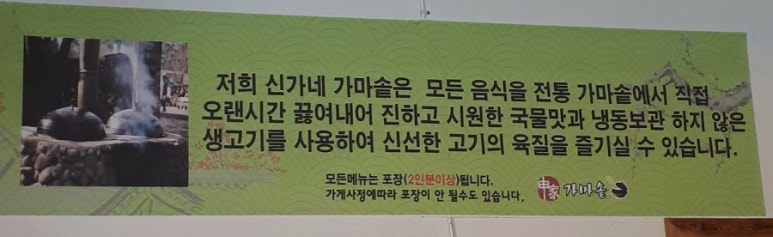 저희 신가네 가마솥은 모든 음식을 전통 가마솥에서 직접
오랜시간 끓여내어 진하고 시원한 국물맛과 냉동보관 하지 않은
생고기를 사용하여 신선한 고기의 육질을 즐기실 수 있습니다.
모든메뉴는 포장(2인분이상)됩니다.
가게사정에따라 포장이 안 될수도 있습니다.
申家 가마솥